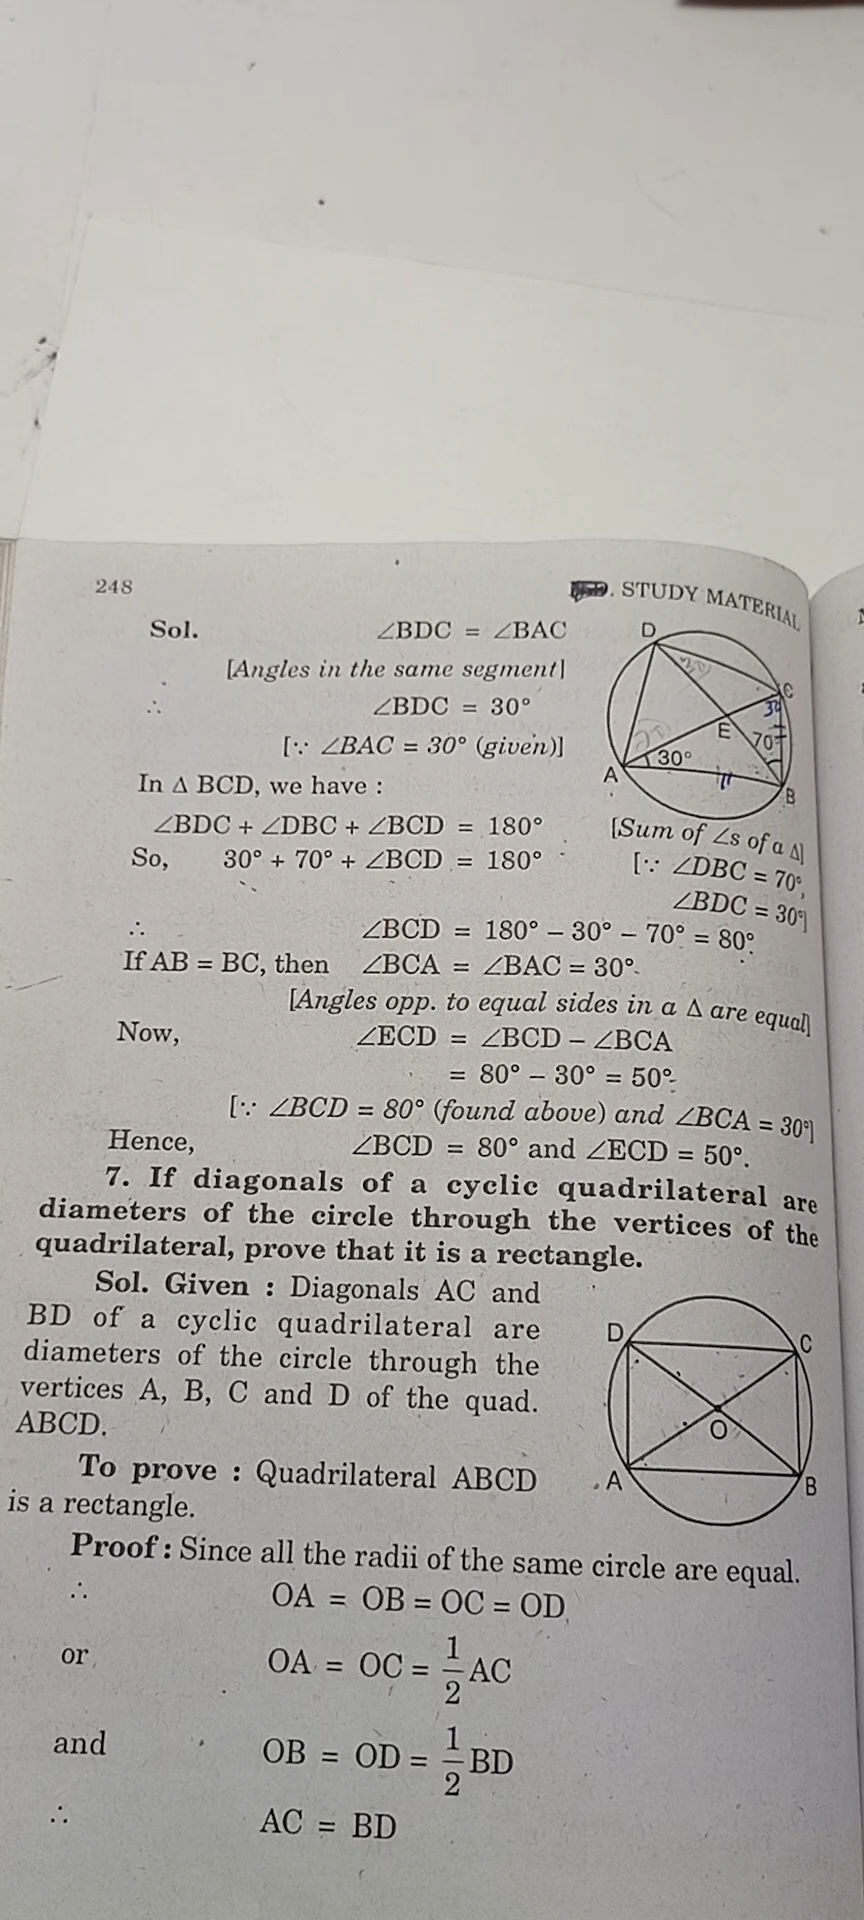 248
. STUDY MATERIAL
Sol. ∠BDC = ∠BAC
[Angles in the same segment]
∴ ∠BDC = 30°
[∵ ∠BAC = 30° (given)]
In Δ BCD, we have :
D
C
E
70°
30°
A
B
∠BDC + ∠DBC + ∠BCD = 180° [Sum of ∠s of a Δ]
So, 30° + 70° + ∠BCD = 180° [∵ ∠DBC = 70°,
∠BDC = 30°]
∴ ∠BCD = 180° – 30° – 70° = 80°.
If AB = BC, then ∠BCA = ∠BAC = 30°.
[Angles opp. to equal sides in a Δ are equal]
Now, ∠ECD = ∠BCD – ∠BCA
= 80° – 30° = 50°.
[∵ ∠BCD = 80° (found above) and ∠BCA = 30°]
Hence, ∠BCD = 80° and ∠ECD = 50°.
7. If diagonals of a cyclic quadrilateral are
diameters of the circle through the vertices of the
quadrilateral, prove that it is a rectangle.
Sol. Given : Diagonals AC and
BD of a cyclic quadrilateral are
diameters of the circle through the
vertices A, B, C and D of the quad.
ABCD.
D
C
O
A
B
To prove : Quadrilateral ABCD
is a rectangle.
Proof : Since all the radii of the same circle are equal.
∴ OA = OB = OC = OD
or OA = OC = 1/2 AC
and OB = OD = 1/2 BD
∴ AC = BD